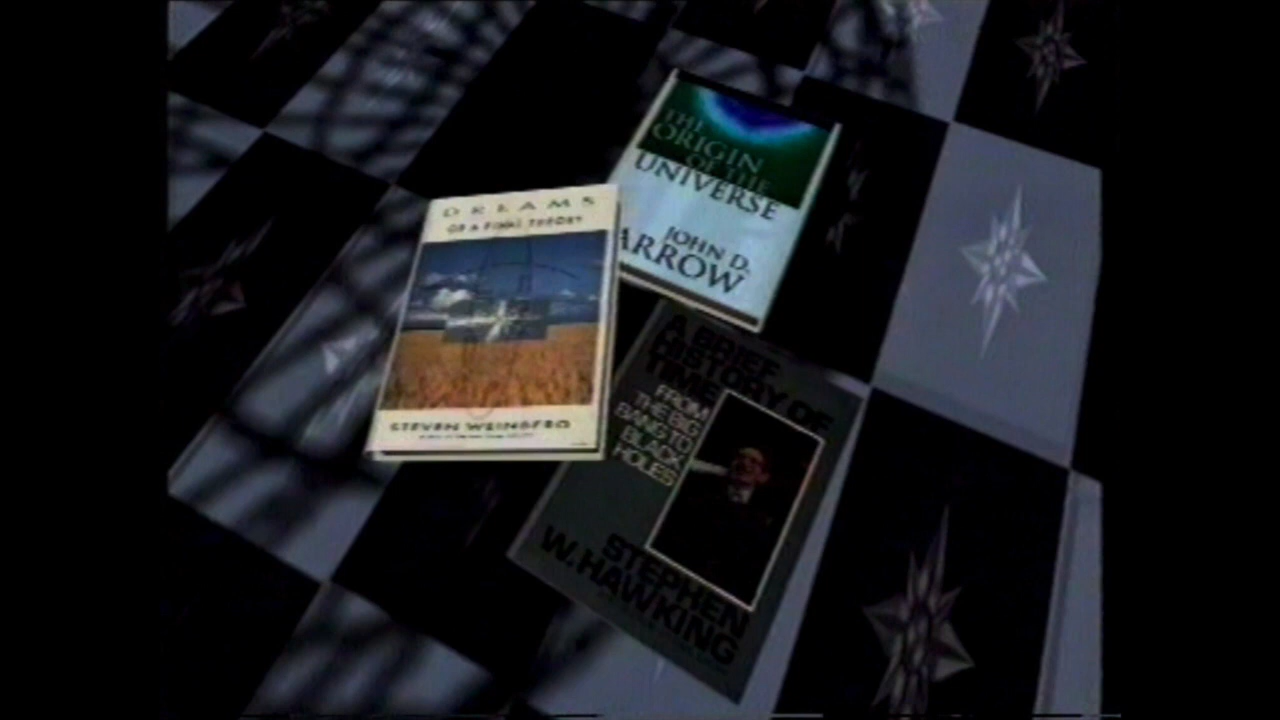 DREAMS
OF A FINAL THEORY
STEVEN WEINBERG
THE
ORIGIN
OF THE
UNIVERSE
JOHN D.
ARROW
A BRIEF
HISTORY OF
TIME
FROM
THE BIG
BANG TO
BLACK
HOLES
STEPHEN
W. HAWKING